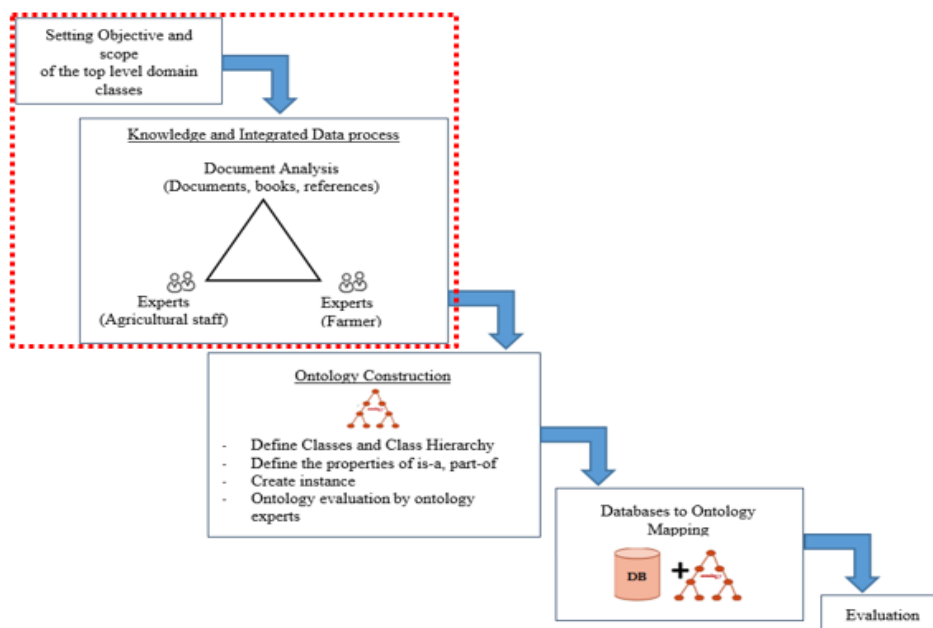 Setting Objective and
scope
of the top level domain
classes
Knowledge and Integrated Data process
Document Analysis
(Documents, books, references)
Experts
(Agricultural staff)
Experts
(Farmer)
Ontology Construction
- Define Classes and Class Hierarchy
- Define the properties of is-a, part-of
- Create instance
- Ontology evaluation by ontology
experts
Databases to Ontology
Mapping
DB
+
Evaluation